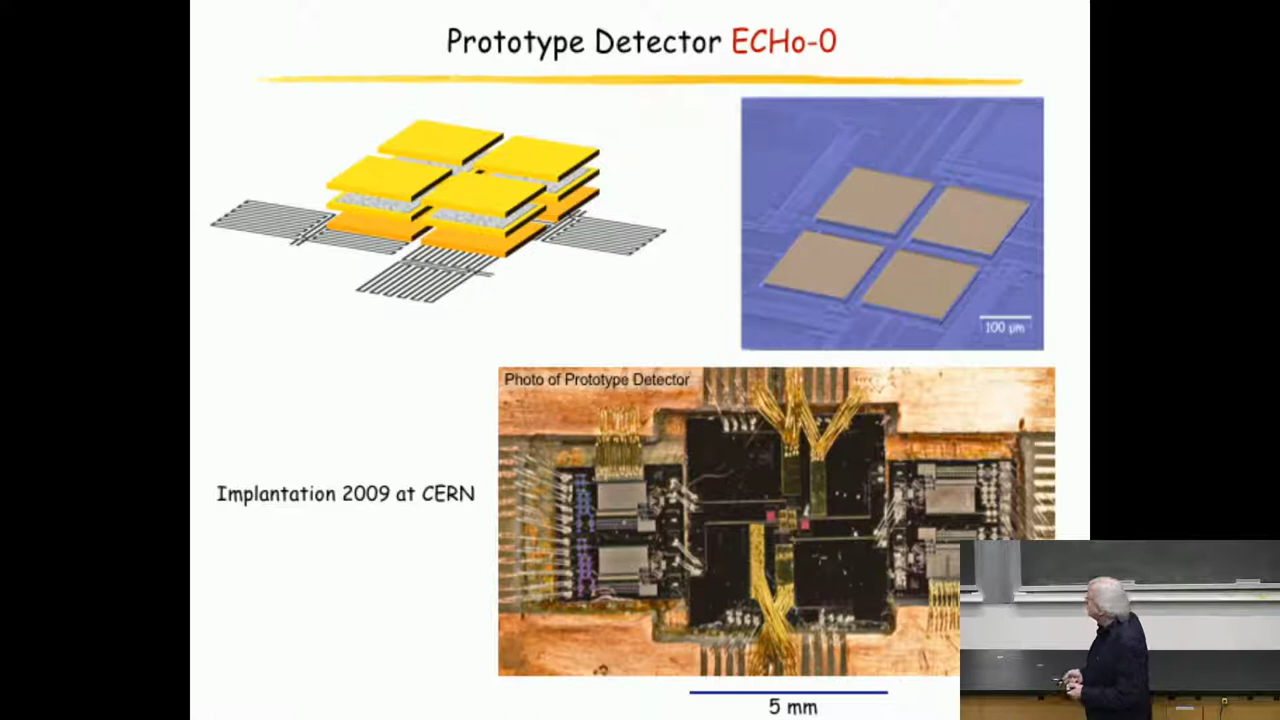 Prototype Detector ECHo-0
100 µm
Photo of Prototype Detector
Implantation 2009 at CERN
5 mm